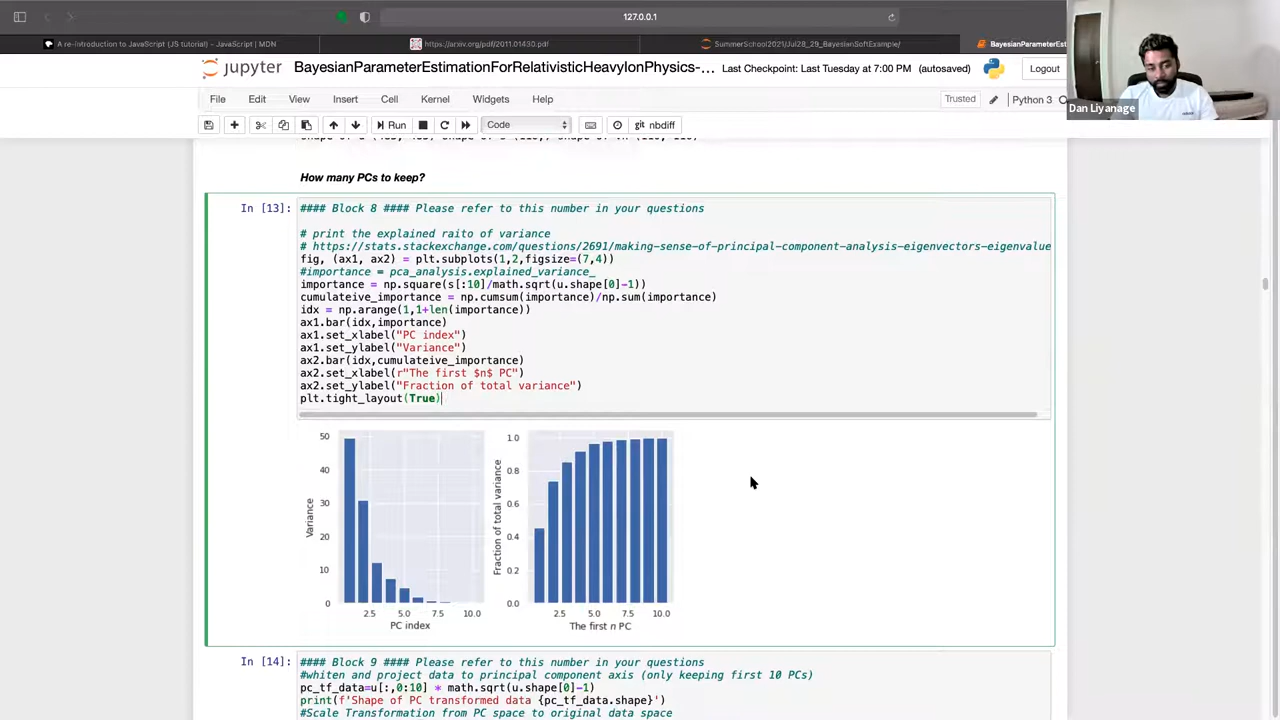 127.0.0.1
A re-introduction to JavaScript (JS tutorial) – JavaScript | MDN
https://arxiv.org/pdf/2011.01430.pdf
SummerSchool2021/Jul28_29_BayesianSoftExample/
BayesianParameterEsti
jupyter
BayesianParameterEstimationForRelativisticHeavyIonPhysics-...
Last Checkpoint: Last Tuesday at 7:00 PM (autosaved)
Logout
Dan Liyanage
File Edit View Insert Cell Kernel Widgets Help
Trusted
Python 3
Run
Code
nbdiff
git
How many PCs to keep?
In [13]:
#### Block 8 #### Please refer to this number in your questions
# print the explained raito of variance
# https://stats.stackexchange.com/questions/2691/making-sense-of-principal-component-analysis-eigenvectors-eigenvalue
fig, (ax1, ax2) = plt.subplots(1,2,figsize=(7,4))
#importance = pca_analysis.explained_variance_
importance = np.square(s[:10]/math.sqrt(u.shape[0]-1))
cumulateive_importance = np.cumsum(importance)/np.sum(importance)
idx = np.arange(1,1+len(importance))
ax1.bar(idx,importance)
ax1.set_xlabel("PC index")
ax1.set_ylabel("Variance")
ax2.bar(idx,cumulateive_importance)
ax2.set_xlabel(r"The first $n$ PC")
ax2.set_ylabel("Fraction of total variance")
plt.tight_layout(True)
50
40
30
20
10
0
Variance
2.5 5.0 7.5 10.0
PC index
1.0
0.8
0.6
0.4
0.2
0.0
Fraction of total variance
2.5 5.0 7.5 10.0
The first n PC
In [14]:
#### Block 9 #### Please refer to this number in your questions
#whiten and project data to principal component axis (only keeping first 10 PCs)
pc_tf_data=u[:,0:10] * math.sqrt(u.shape[0]-1)
print(f'Shape of PC transformed data {pc_tf_data.shape}')
#Scale Transformation from PC space to original data space